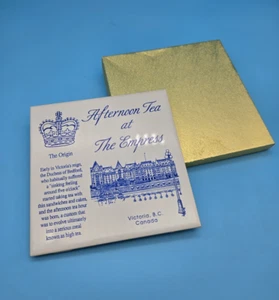 Afternoon Tea
at
The Empress
The Origin
Early in Victoria's reign,
the Duchess of Bedford,
who habitually suffered
a "sinking feeling
around five o'clock"
started taking tea with
thin sandwiches and cakes,
and the afternoon tea hour
was born, a custom that
was to evolve ultimately
into a serious meal
known as high tea.
Victoria, B.C.
Canada